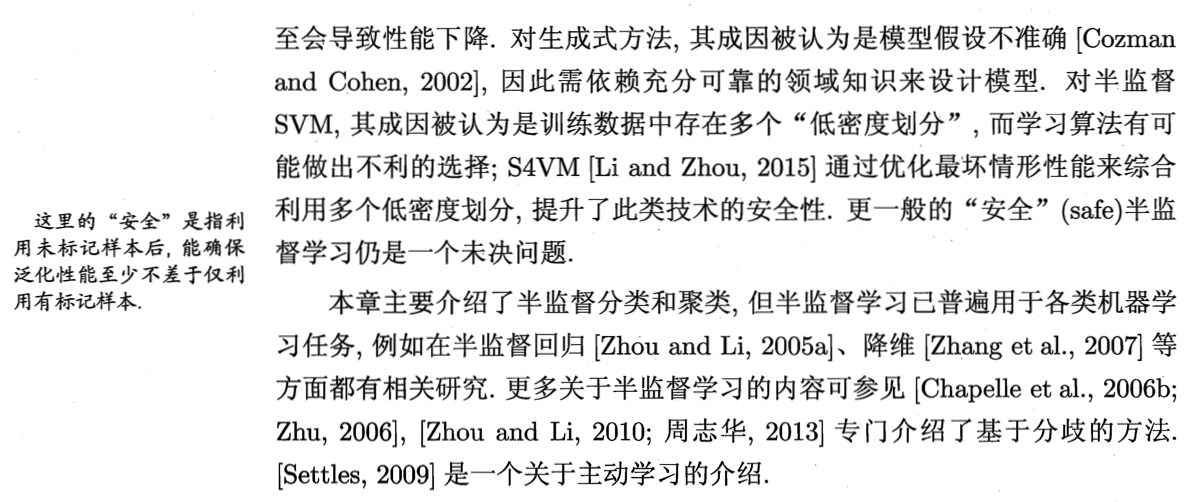 至会导致性能下降. 对生成式方法, 其成因被认为是模型假设不准确 [Cozman
and Cohen, 2002], 因此需依赖充分可靠的领域知识来设计模型. 对半监督
SVM, 其成因被认为是训练数据中存在多个“低密度划分”, 而学习算法有可
能做出不利的选择; S4VM [Li and Zhou, 2015] 通过优化最坏情形性能来综合
利用多个低密度划分, 提升了此类技术的安全性. 更一般的“安全”(safe)半监
督学习仍是一个未决问题.
这里的“安全”是指利
用未标记样本后, 能确保
泛化性能至少不差于仅利
用有标记样本.
本章主要介绍了半监督分类和聚类, 但半监督学习已普遍用于各类机器学
习任务, 例如在半监督回归 [Zhou and Li, 2005a]、降维 [Zhang et al., 2007] 等
方面都有相关研究. 更多关于半监督学习的内容可参见 [Chapelle et al., 2006b;
Zhu, 2006], [Zhou and Li, 2010; 周志华, 2013] 专门介绍了基于分歧的方法.
[Settles, 2009] 是一个关于主动学习的介绍.